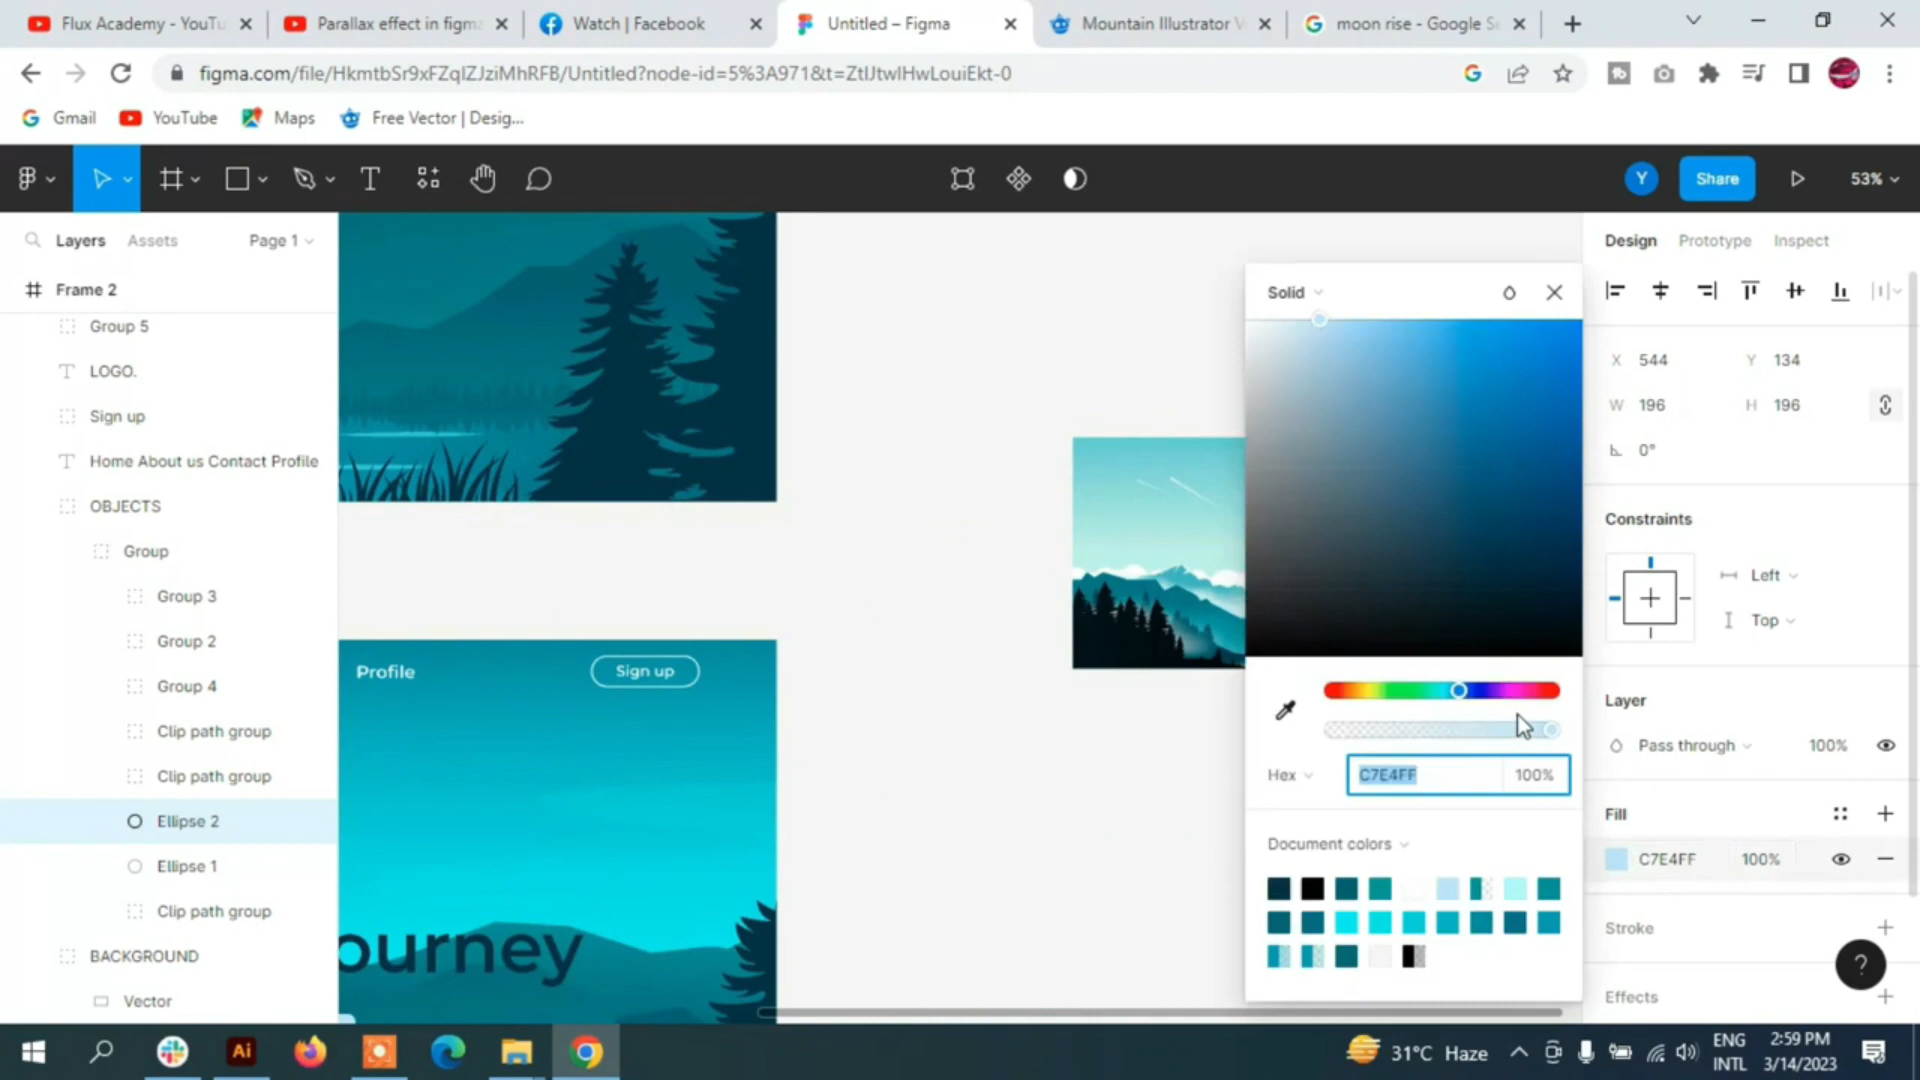 Flux Academy - YouTu
Parallax effect in figma
Watch | Facebook
Untitled – Figma
Mountain Illustrator V
moon rise - Google Se
figma.com/file/HkmtbSr9xFZqlZJziMhRFB/Untitled?node-id=5%3A971&t=ZtIJtwlHwLouiEkt-0
Gmail
YouTube
Maps
Free Vector | Desig...
Y
Share
53%
Layers
Assets
Page 1
Frame 2
Group 5
LOGO.
Sign up
Home About us Contact Profile
OBJECTS
Group
Group 3
Group 2
Group 4
Clip path group
Clip path group
Ellipse 2
Ellipse 1
Clip path group
BACKGROUND
Vector
Profile
Sign up
ourney
Solid
Hex
C7E4FF
100%
Document colors
Design
Prototype
Inspect
X 544
Y 134
W 196
H 196
0°
Constraints
Left
Top
Layer
Pass through
100%
Fill
C7E4FF
100%
Stroke
Effects
?
Ai
31°C Haze
ENG
INTL
2:59 PM
3/14/2023